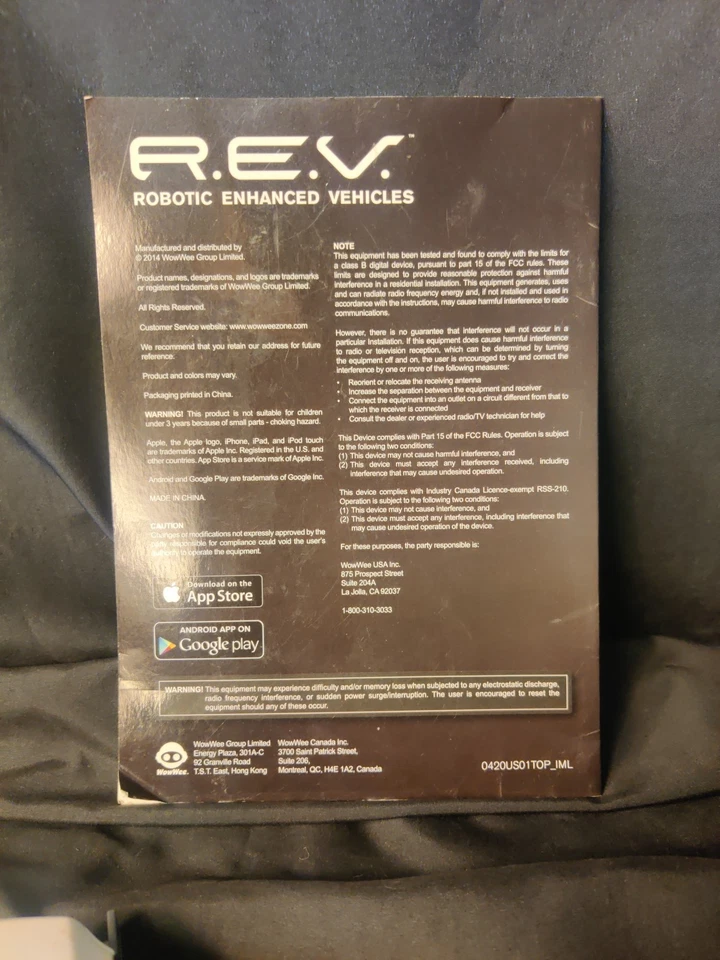 R.E.V.™
ROBOTIC ENHANCED VEHICLES
Manufactured and distributed by
© 2014 WowWee Group Limited.
Product names, designations, and logos are trademarks
or registered trademarks of WowWee Group Limited.
All Rights Reserved.
Customer Service website: www.wowweezone.com
We recommend that you retain our address for future
reference.
Product and colors may vary.
Packaging printed in China.
WARNING! This product is not suitable for children
under 3 years because of small parts - choking hazard.
Apple, the Apple logo, iPhone, iPad, and iPod touch
are trademarks of Apple Inc. Registered in the U.S. and
other countries. App Store is a service mark of Apple Inc.
Android and Google Play are trademarks of Google Inc.
MADE IN CHINA.
CAUTION
Changes or modifications not expressly approved by the
party responsible for compliance could void the user's
authority to operate the equipment.
Download on the
App Store
ANDROID APP ON
Google play
NOTE
This equipment has been tested and found to comply with the limits for
a class B digital device, pursuant to part 15 of the FCC rules. These
limits are designed to provide reasonable protection against harmful
interference in a residential installation. This equipment generates, uses
and can radiate radio frequency energy and, if not installed and used in
accordance with the instructions, may cause harmful interference to radio
communications.
However, there is no guarantee that interference will not occur in a
particular Installation. If this equipment does cause harmful interference
to radio or television reception, which can be determined by turning
the equipment off and on, the user is encouraged to try and correct the
interference by one or more of the following measures:
• Reorient or relocate the receiving antenna
• Increase the separation between the equipment and receiver
• Connect the equipment into an outlet on a circuit different from that to
which the receiver is connected
• Consult the dealer or experienced radio/TV technician for help
This Device complies with Part 15 of the FCC Rules. Operation is subject
to the following two conditions:
(1) This device may not cause harmful interference, and
(2) This device must accept any interference received, including
interference that may cause undesired operation.
This device complies with Industry Canada Licence-exempt RSS-210.
Operation is subject to the following two conditions:
(1) This device may not cause interference, and
(2) This device must accept any interference, including interference that
may cause undesired operation of the device.
For these purposes, the party responsible is:
WowWee USA Inc.
875 Prospect Street
Suite 204A
La Jolla, CA 92037
1-800-310-3033
WARNING! This equipment may experience difficulty and/or memory loss when subjected to any electrostatic discharge,
radio frequency interference, or sudden power surge/interruption. The user is encouraged to reset the
equipment should any of these occur.
WowWee.
WowWee Group Limited
Energy Plaza, 301A-C
92 Granville Road
T.S.T. East, Hong Kong
WowWee Canada Inc.
3700 Saint Patrick Street,
Suite 206,
Montreal, QC, H4E 1A2, Canada
0420US01TOP_IML